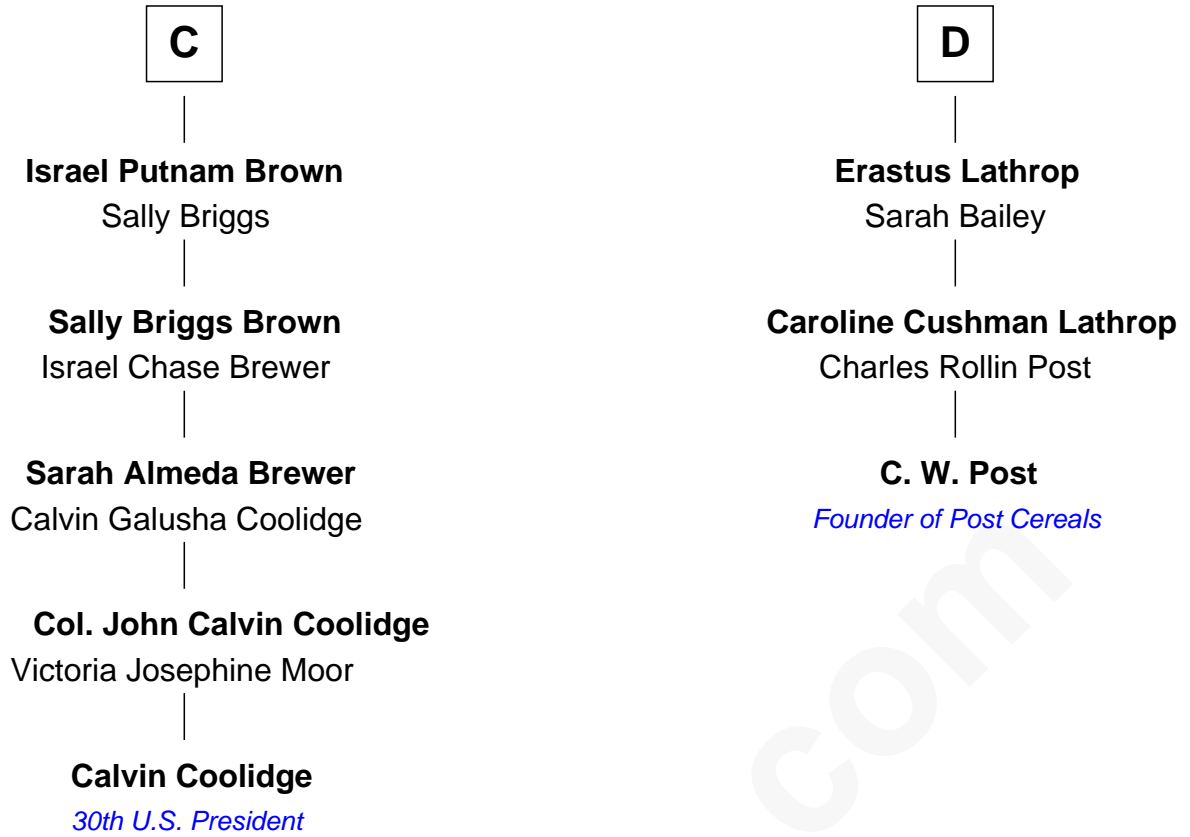 C
Israel Putnam Brown
Sally Briggs
Sally Briggs Brown
Israel Chase Brewer
Sarah Almeda Brewer
Calvin Galusha Coolidge
Col. John Calvin Coolidge
Victoria Josephine Moor
Calvin Coolidge
30th U.S. President
D
Erastus Lathrop
Sarah Bailey
Caroline Cushman Lathrop
Charles Rollin Post
C. W. Post
Founder of Post Cereals
com